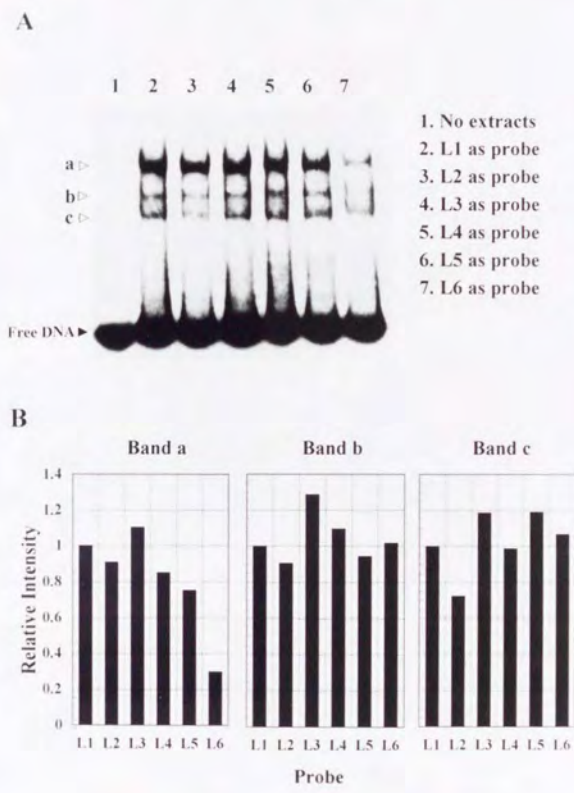 A
1 2 3 4 5 6 7
a
b
c
Free DNA
1. No extracts
2. L1 as probe
3. L2 as probe
4. L3 as probe
5. L4 as probe
6. L5 as probe
7. L6 as probe
B
Band a Band b Band c
Relative Intensity
1.4
1.2
1
0.8
0.6
0.4
0.2
0
L1 L2 L3 L4 L5 L6 L1 L2 L3 L4 L5 L6 L1 L2 L3 L4 L5 L6
Probe